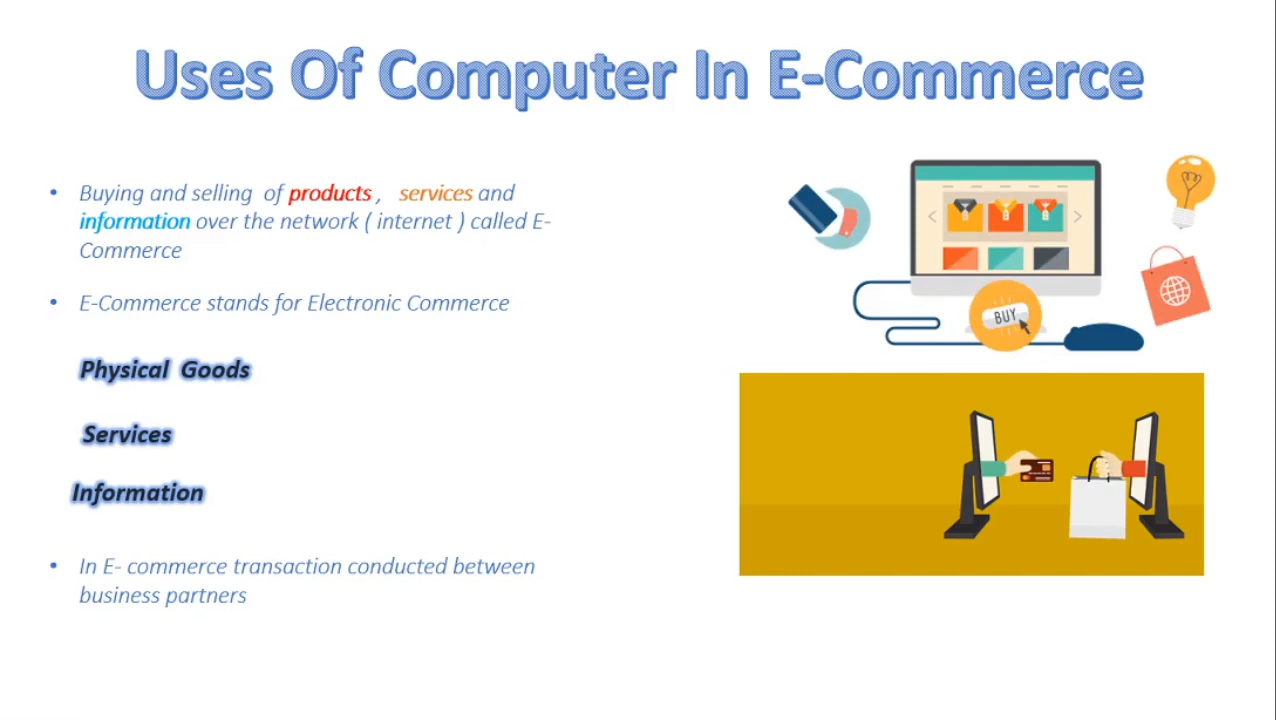 Uses Of Computer In E-Commerce
• Buying and selling of products , services and
information over the network ( internet ) called E-
Commerce
• E-Commerce stands for Electronic Commerce
Physical Goods
Services
Information
• In E- commerce transaction conducted between
business partners
BUY